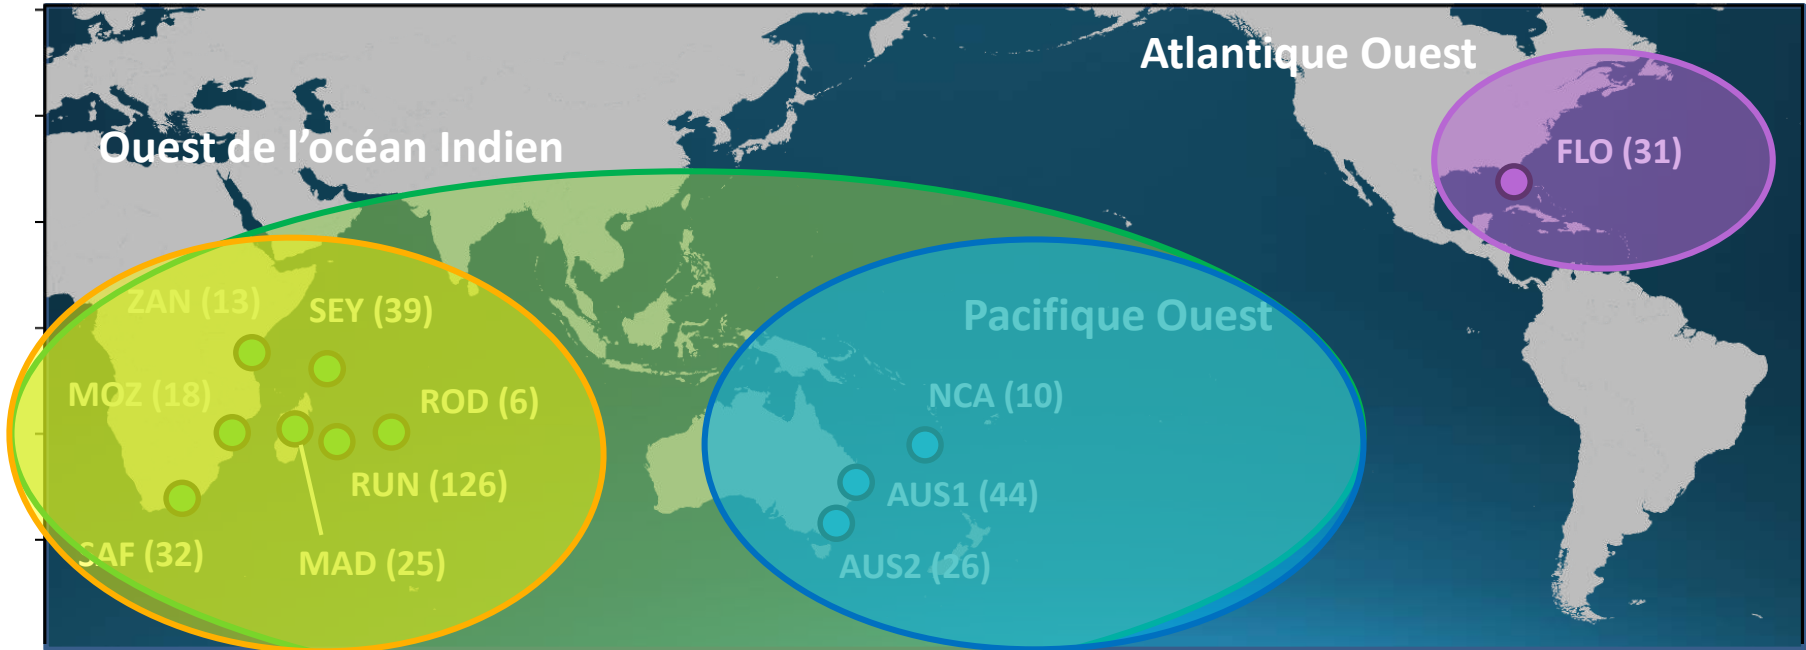 Atlantique Ouest
Ouest de l’océan Indien
FLO (31)
ZAN (13)
SEY (39)
Pacifique Ouest
MOZ (18)
ROD (6)
NCA (10)
RUN (126)
AUS1 (44)
SAF (32)
MAD (25)
AUS2 (26)